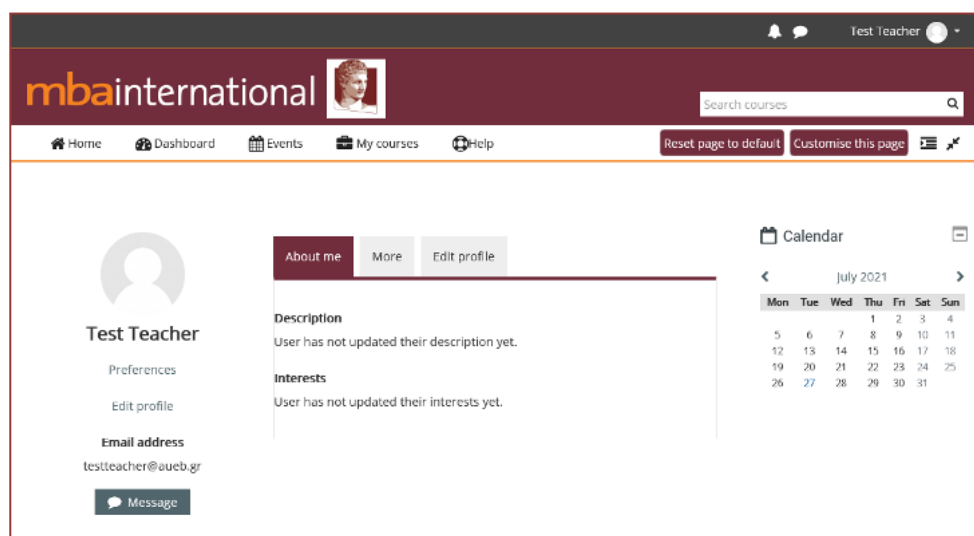 Test Teacher
mbainternational
Search courses
Home Dashboard Events My courses Help Reset page to default Customise this page
Test Teacher
Preferences
Edit profile
Email address
testteacher@aueb.gr
Message
About me More Edit profile
Description
User has not updated their description yet.
Interests
User has not updated their interests yet.
Calendar
July 2021
Mon Tue Wed Thu Fri Sat Sun
1 2 3 4
5 6 7 8 9 10 11
12 13 14 15 16 17 18
19 20 21 22 23 24 25
26 27 28 29 30 31